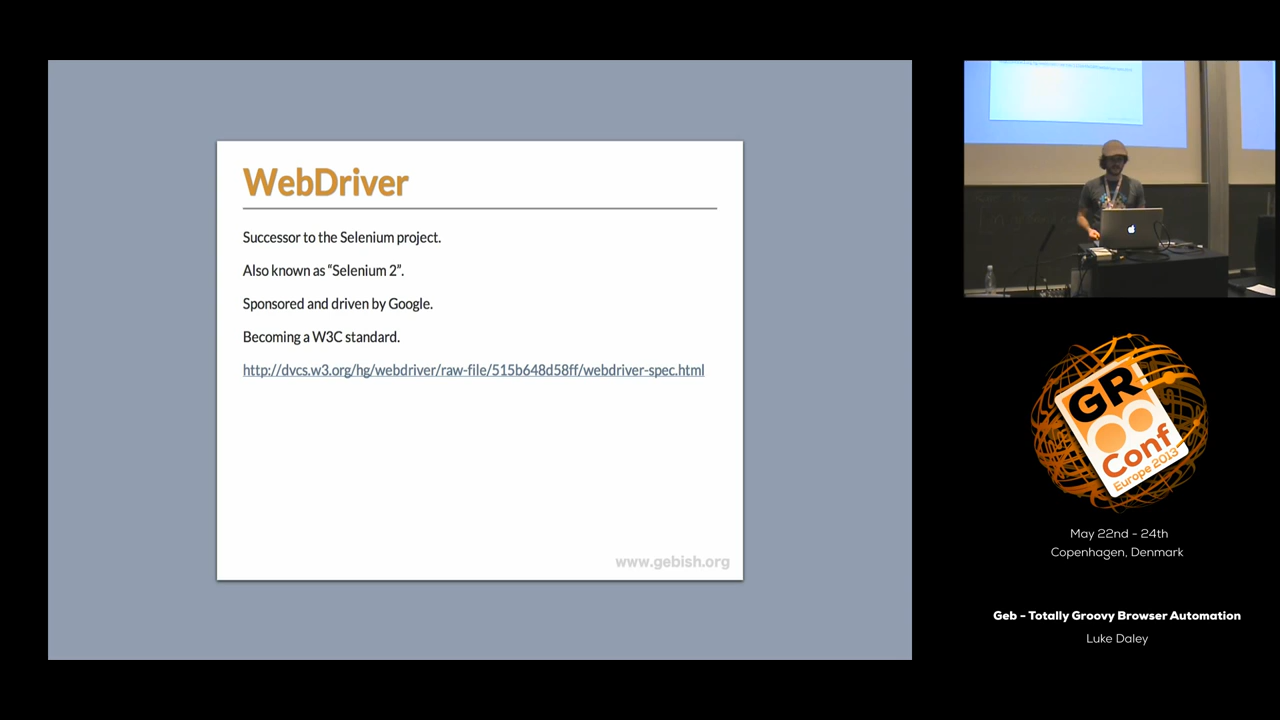 WebDriver
Successor to the Selenium project.
Also known as “Selenium 2”.
Sponsored and driven by Google.
Becoming a W3C standard.
http://dvcs.w3.org/hg/webdriver/raw-file/515b648d58ff/webdriver-spec.html
www.gebish.org
GR8
Conf
Europe 2013
May 22nd - 24th
Copenhagen, Denmark
Geb - Totally Groovy Browser Automation
Luke Daley